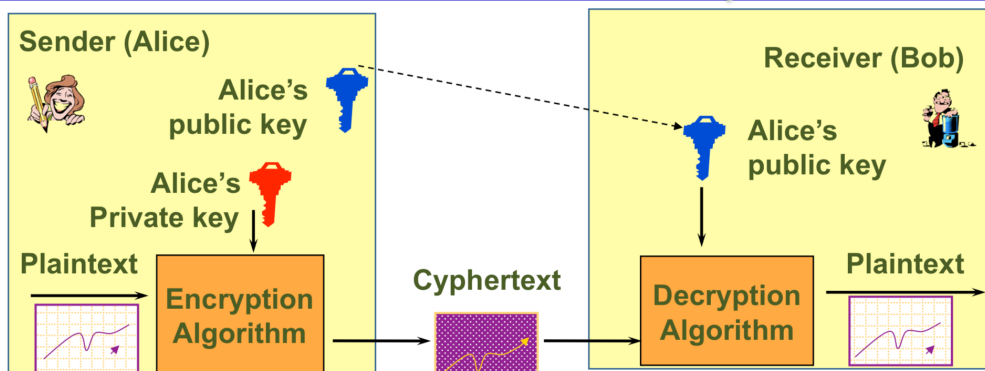 Sender (Alice)
Receiver (Bob)
Alice's
public key
Alice's
public key
Alice's
Private key
Plaintext
Encryption
Algorithm
Cyphertext
Decryption
Algorithm
Plaintext